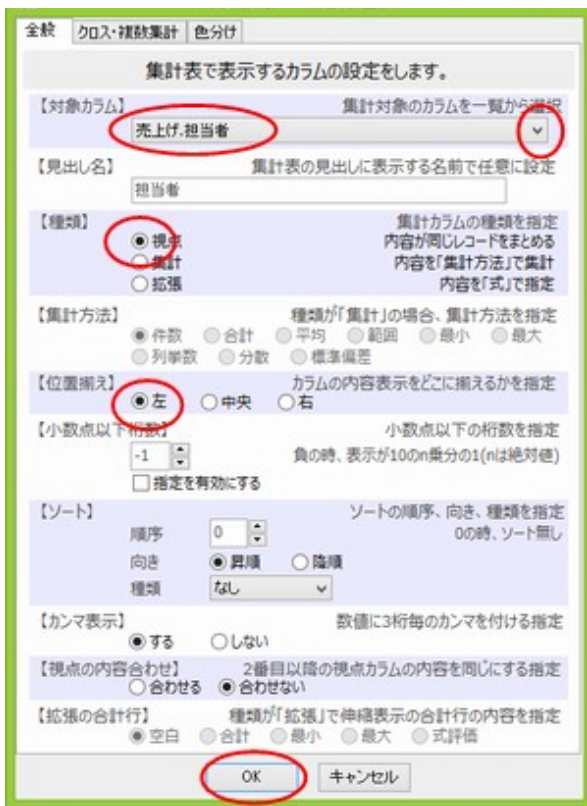 全般 クロス・複数集計 色分け
集計表で表示するカラムの設定をします。
【対象カラム】 集計対象のカラムを一覧から選択
売上げ.担当者
【見出し名】 集計表の見出しに表示する名前で任意に設定
担当者
【種類】 集計カラムの種類を指定
視点 内容が同じレコードをまとめる
集計 内容を「集計方法」で集計
拡張 内容を「式」で指定
【集計方法】 種類が「集計」の場合、集計方法を指定
件数 合計 平均 範囲 最小 最大
列挙数 分散 標準偏差
【位置揃え】 カラムの内容表示をどこに揃えるかを指定
左 中央 右
【小数点以下桁数】 小数点以下の桁数を指定
-1 負の時、表示が10のn乗分の1(nは絶対値)
指定を有効にする
【ソート】 ソートの順序、向き、種類を指定
順序 0 0の時、ソート無し
向き 昇順 降順
種類 なし
【カンマ表示】 数値に3桁毎のカンマを付ける指定
する しない
【視点の内容合わせ】 2番目以降の視点カラムの内容を同じにする指定
合わせる 合わせない
【拡張の合計行】 種類が「拡張」で伸縮表示の合計行の内容を指定
空白 合計 最小 最大 式評価
OK キャンセル